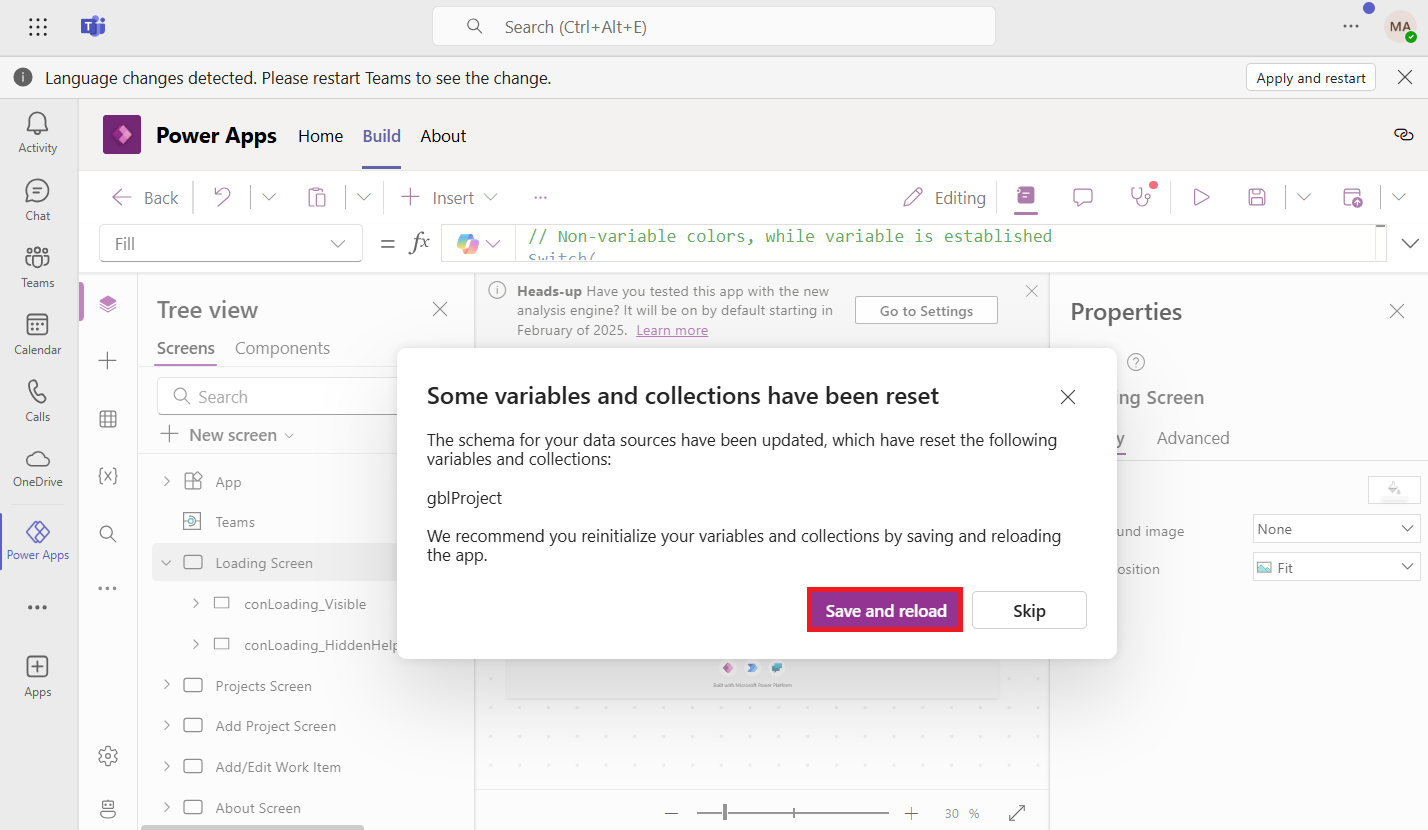 Search (Ctrl+Alt+E)
MA
Language changes detected. Please restart Teams to see the change.
Apply and restart
Activity
Chat
Teams
Calendar
Calls
OneDrive
Power Apps
Apps
Power Apps
Home
Build
About
Back
Insert
Editing
Fill
= fx
// Non-variable colors, while variable is established
Switch(
Tree view
Screens
Components
Search
New screen
App
Teams
Loading Screen
conLoading_Visible
conLoading_HiddenHelp
Projects Screen
Add Project Screen
Add/Edit Work Item
About Screen
Heads-up Have you tested this app with the new
analysis engine? It will be on by default starting in
February of 2025. Learn more
Go to Settings
Some variables and collections have been reset
The schema for your data sources have been updated, which have reset the following
variables and collections:
gblProject
We recommend you reinitialize your variables and collections by saving and reloading
the app.
Save and reload
Skip
Built with Microsoft Power Platform
30 %
Properties
ing Screen
y
Advanced
und image
None
osition
Fit